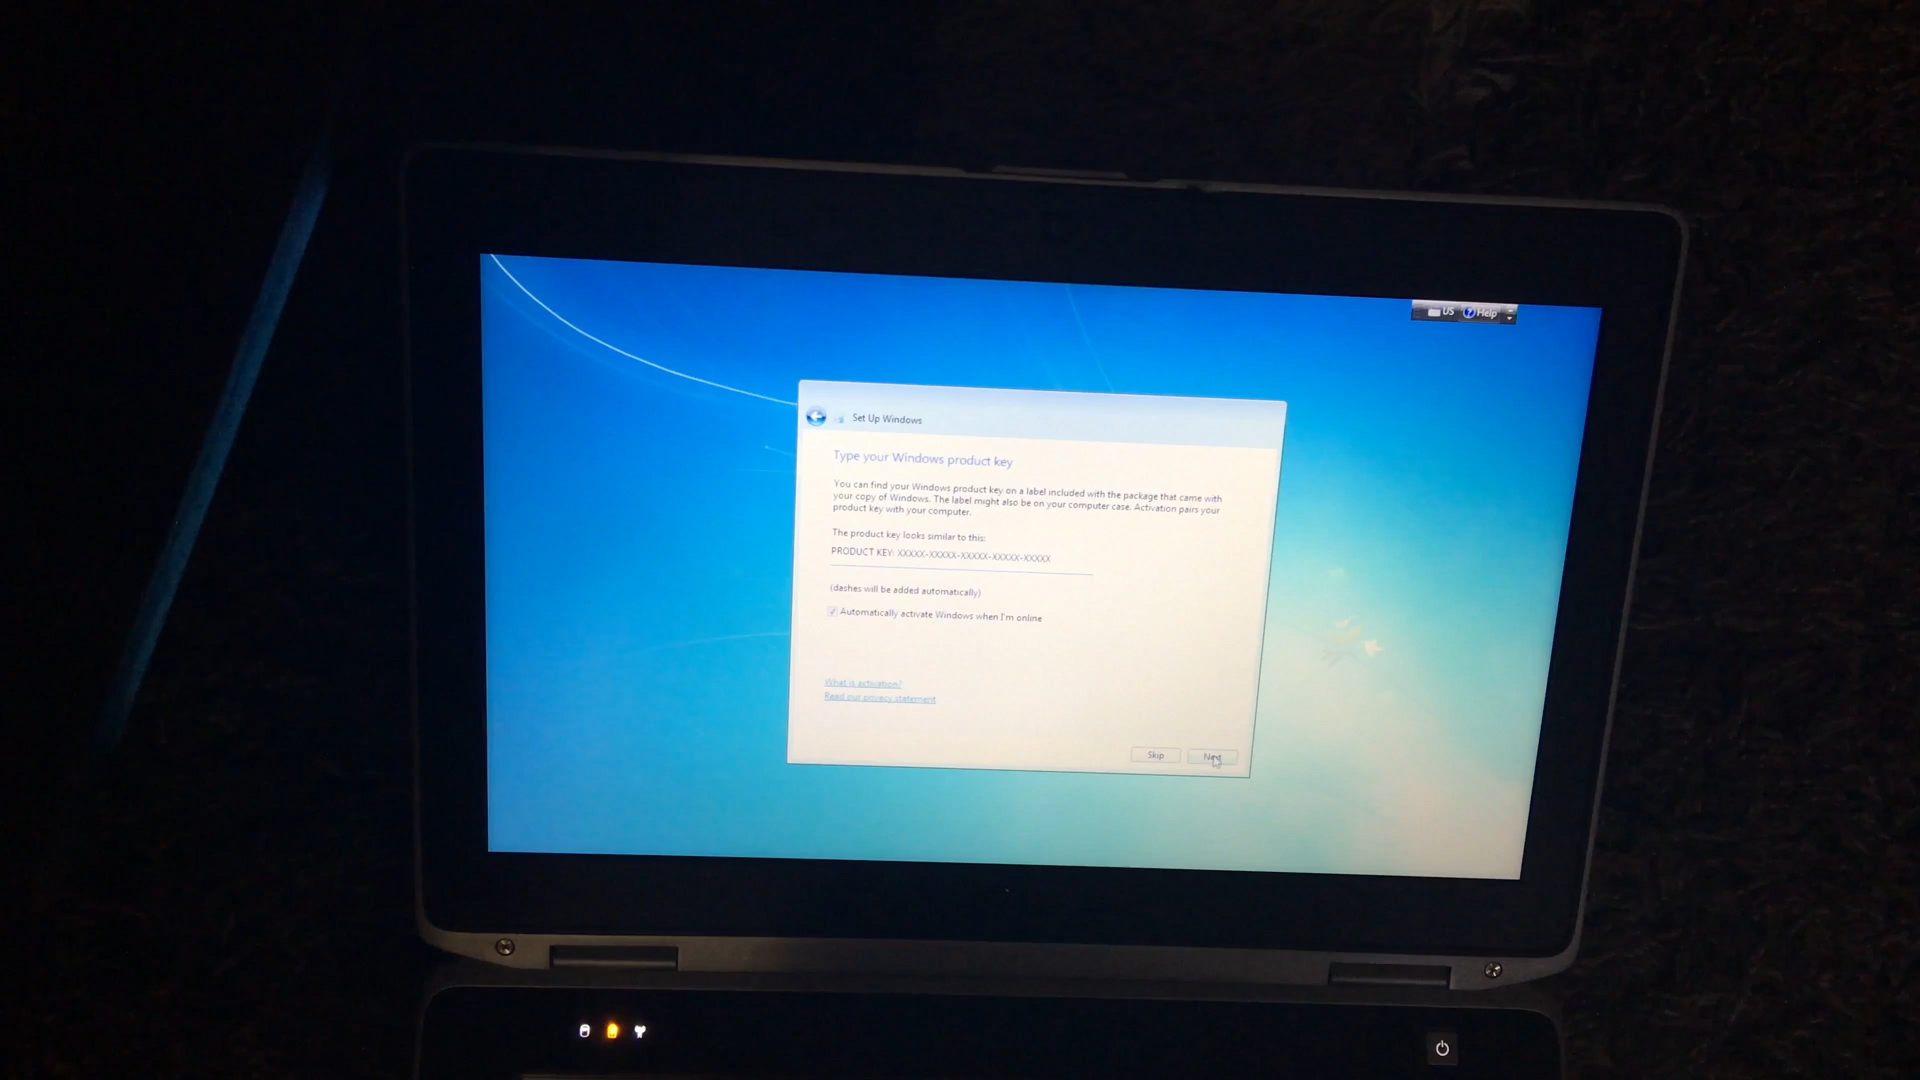 US Help
Set Up Windows
Type your Windows product key
You can find your Windows product key on a label included with the package that came with
your copy of Windows. The label might also be on your computer case. Activation pairs your
product key with your computer.
The product key looks similar to this:
PRODUCT KEY: XXXXX-XXXXX-XXXXX-XXXXX-XXXXX
(dashes will be added automatically)
Automatically activate Windows when I'm online
What is activation?
Read our privacy statement
Skip Next